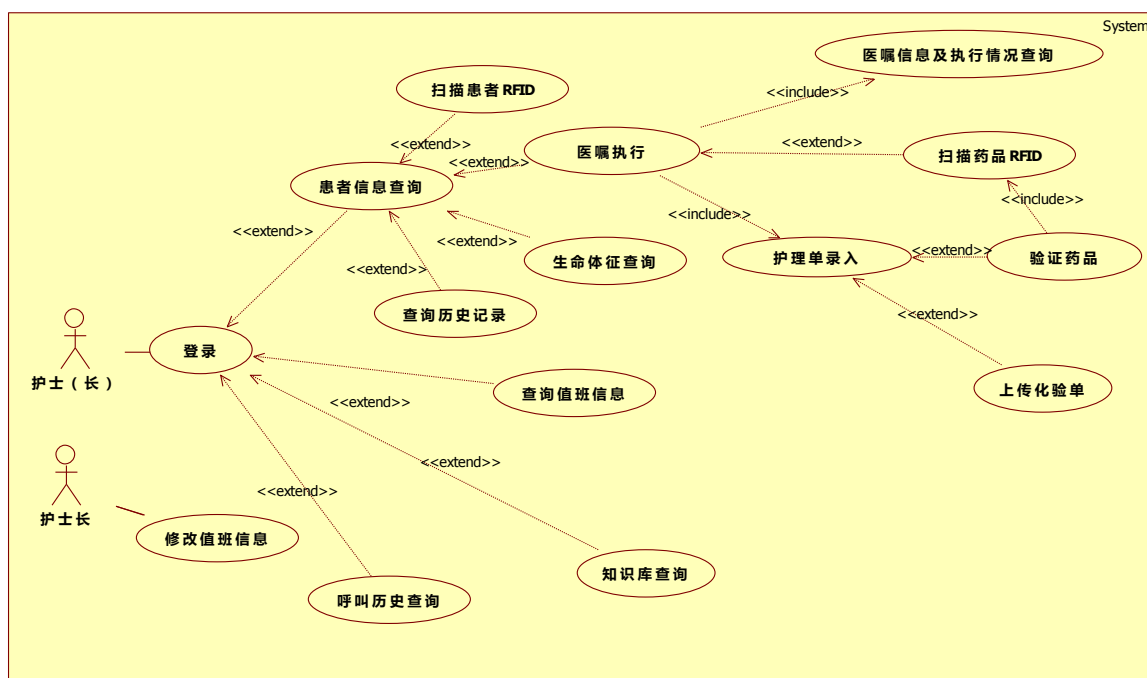 System
医嘱信息及执行情况查询
扫描患者RFID
<<include>>
<<extend>>
医嘱执行
<<extend>>
扫描药品RFID
<<extend>>
患者信息查询
<<include>>
<<include>>
<<extend>>
<<extend>>
生命体征查询
护理单录入
<<extend>>
验证药品
<<extend>>
查询历史记录
<<extend>>
登录
护士（长）
查询值班信息
上传化验单
<<extend>>
<<extend>>
<<extend>>
护士长
修改值班信息
知识库查询
呼叫历史查询